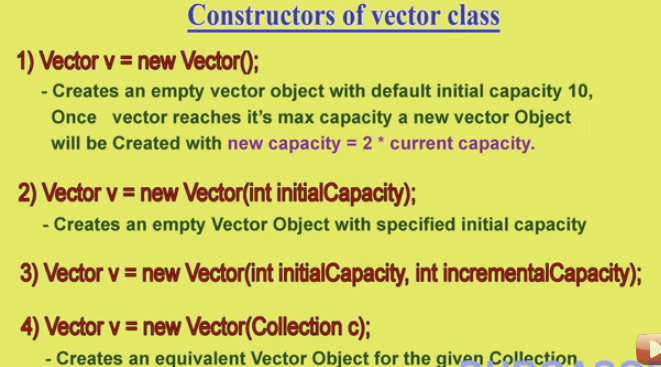 Constructors of vector class
1) Vector v = new Vector();
- Creates an empty vector object with default initial capacity 10,
Once vector reaches it's max capacity a new vector Object
will be Created with new capacity = 2 * current capacity.
2) Vector v = new Vector(int initialCapacity);
- Creates an empty Vector Object with specified initial capacity
3) Vector v = new Vector(int initialCapacity, int incrementalCapacity);
4) Vector v = new Vector(Collection c);
- Creates an equivalent Vector Object for the given Collection